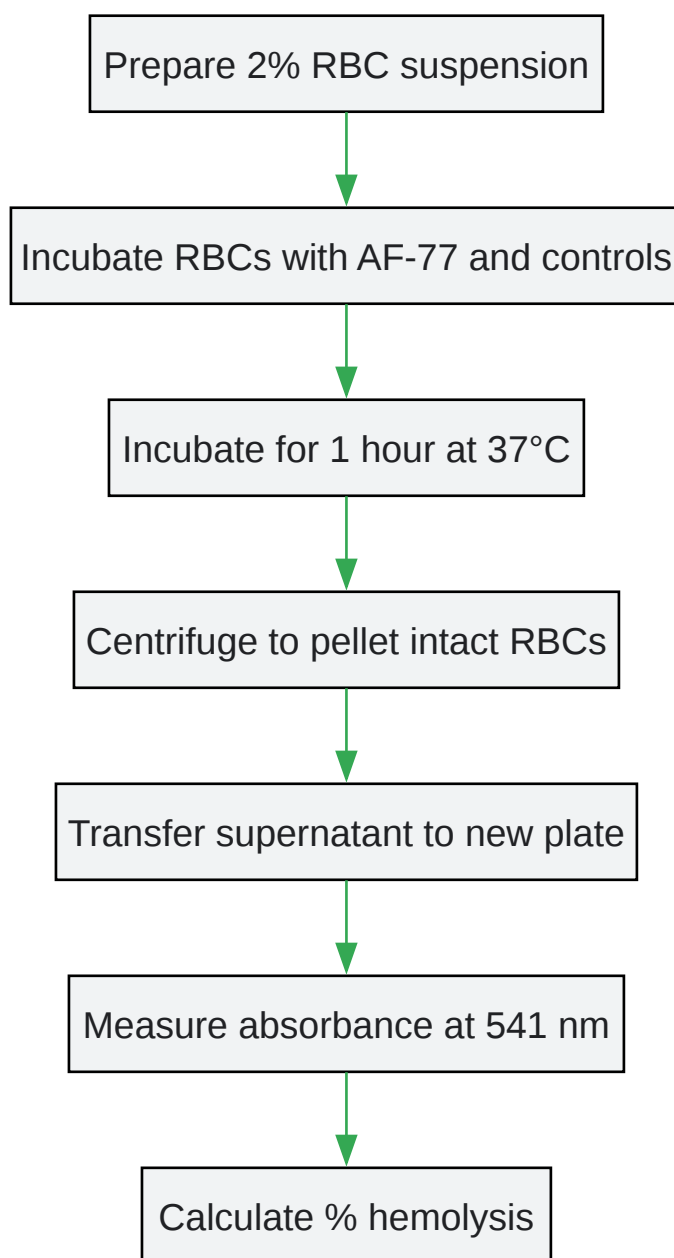 Prepare 2% RBC suspension
Incubate RBCs with AF-77 and controls
Incubate for 1 hour at 37°C
Centrifuge to pellet intact RBCs
Transfer supernatant to new plate
Measure absorbance at 541 nm
Calculate % hemolysis